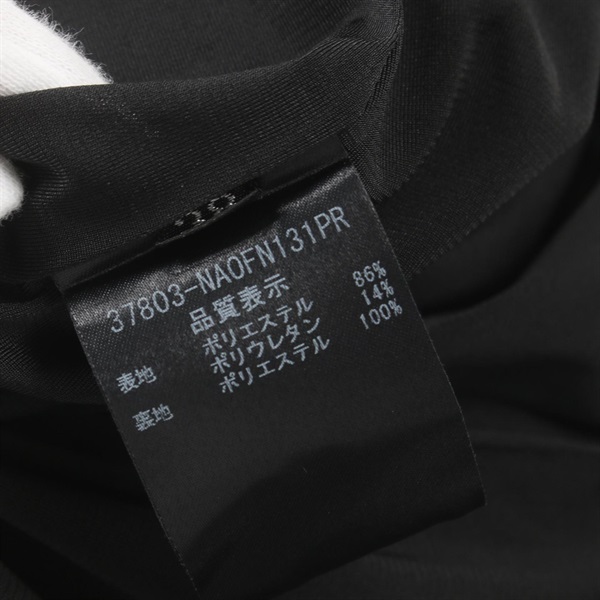 37803-NA0FN131PR
品質表示
表地 ポリエステル 86%
ポリウレタン 14%
裏地 ポリエステル 100%